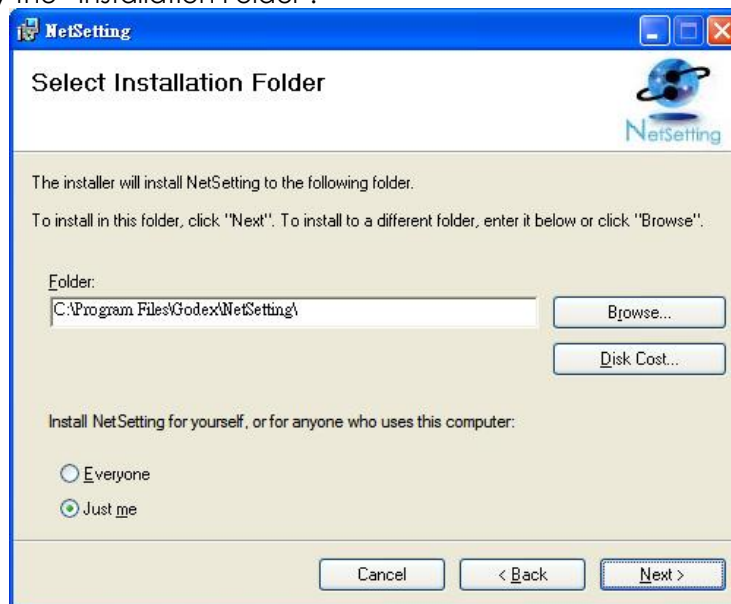 the "Installation Folder".
NetSetting
Select Installation Folder
NetSetting
The installer will install NetSetting to the following folder.
To install in this folder, click "Next". To install to a different folder, enter it below or click "Browse".
Folder:
C:\Program Files\Godex\NetSetting\
Browse...
Disk Cost...
Install NetSetting for yourself, or for anyone who uses this computer:
Everyone
Just me
Cancel
< Back
Next >